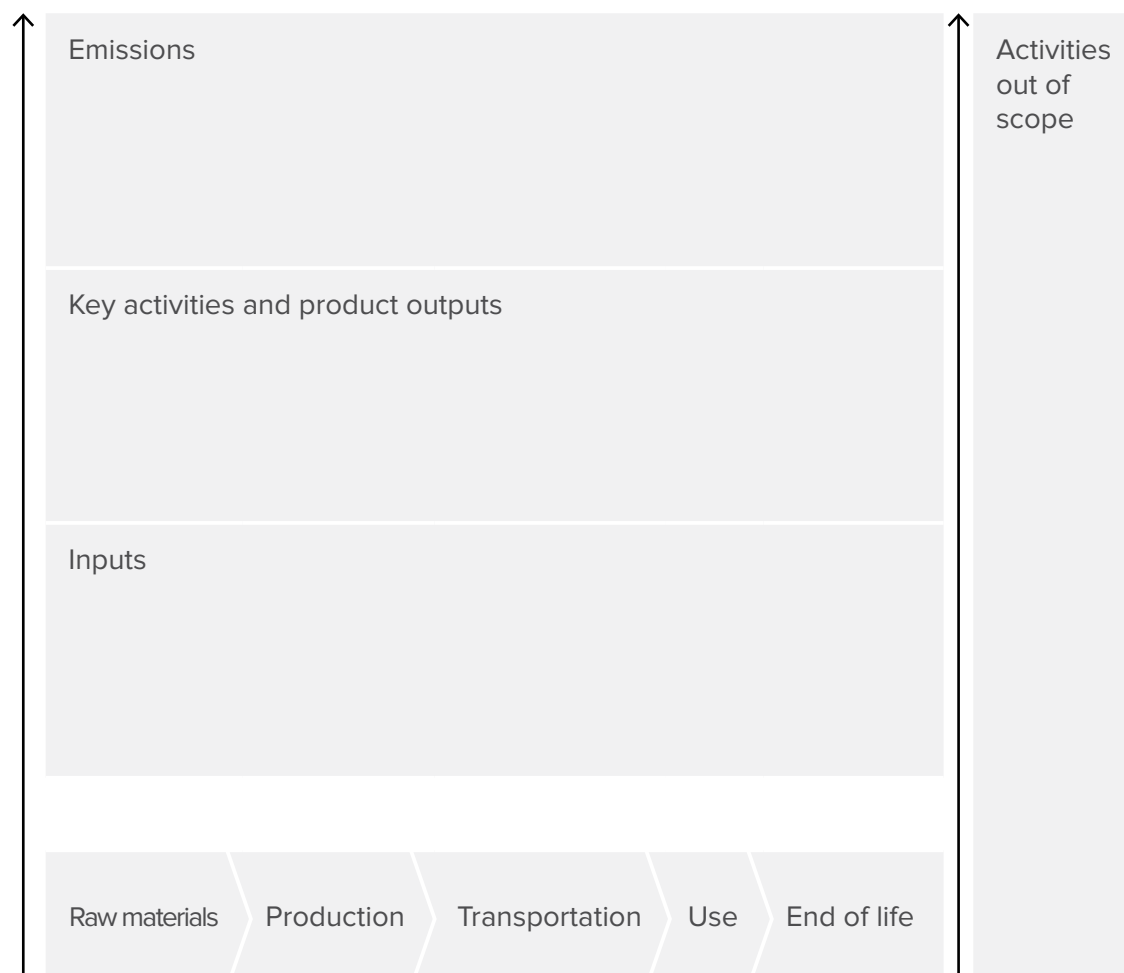 Emissions
Activities
out of
scope
Key activities and product outputs
Inputs
Raw materials
Production
Transportation
Use
End of life